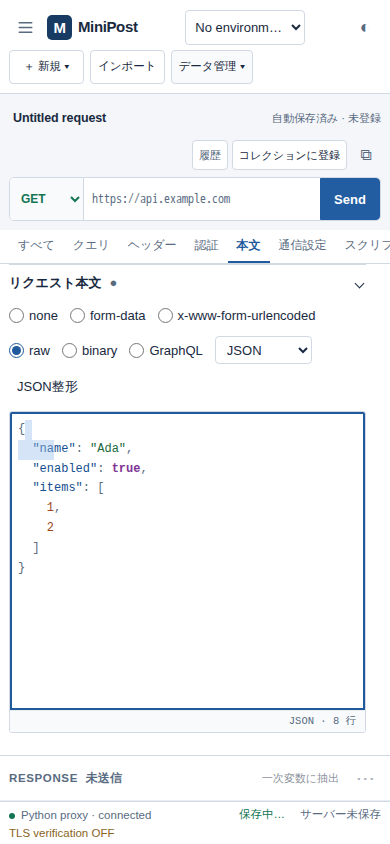 M MiniPost No environm…
+ 新規 ▾ インポート データ管理 ▾
Untitled request 自動保存済み · 未登録
履歴 コレクションに登録
GET https://api.example.com Send
すべて クエリ ヘッダー 認証 本文 通信設定 スクリプ
リクエスト本文 ●
none form-data x-www-form-urlencoded
raw binary GraphQL JSON
JSON整形
{
"name": "Ada",
"enabled": true,
"items": [
1,
2
]
}
JSON · 8 行
RESPONSE 未送信 一次変数に抽出 ···
Python proxy · connected 保存中… サーバー未保存
TLS verification OFF